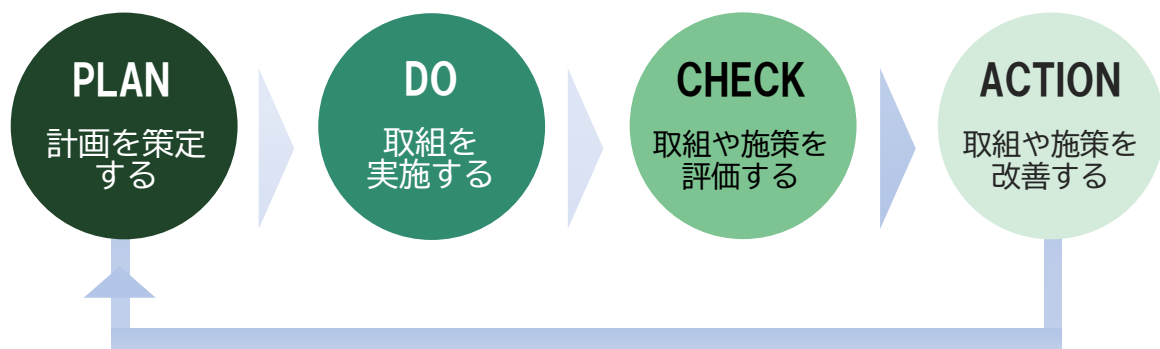 PLAN
計画を策定
する
DO
取組を
実施する
CHECK
取組や施策を
評価する
ACTION
取組や施策を
改善する